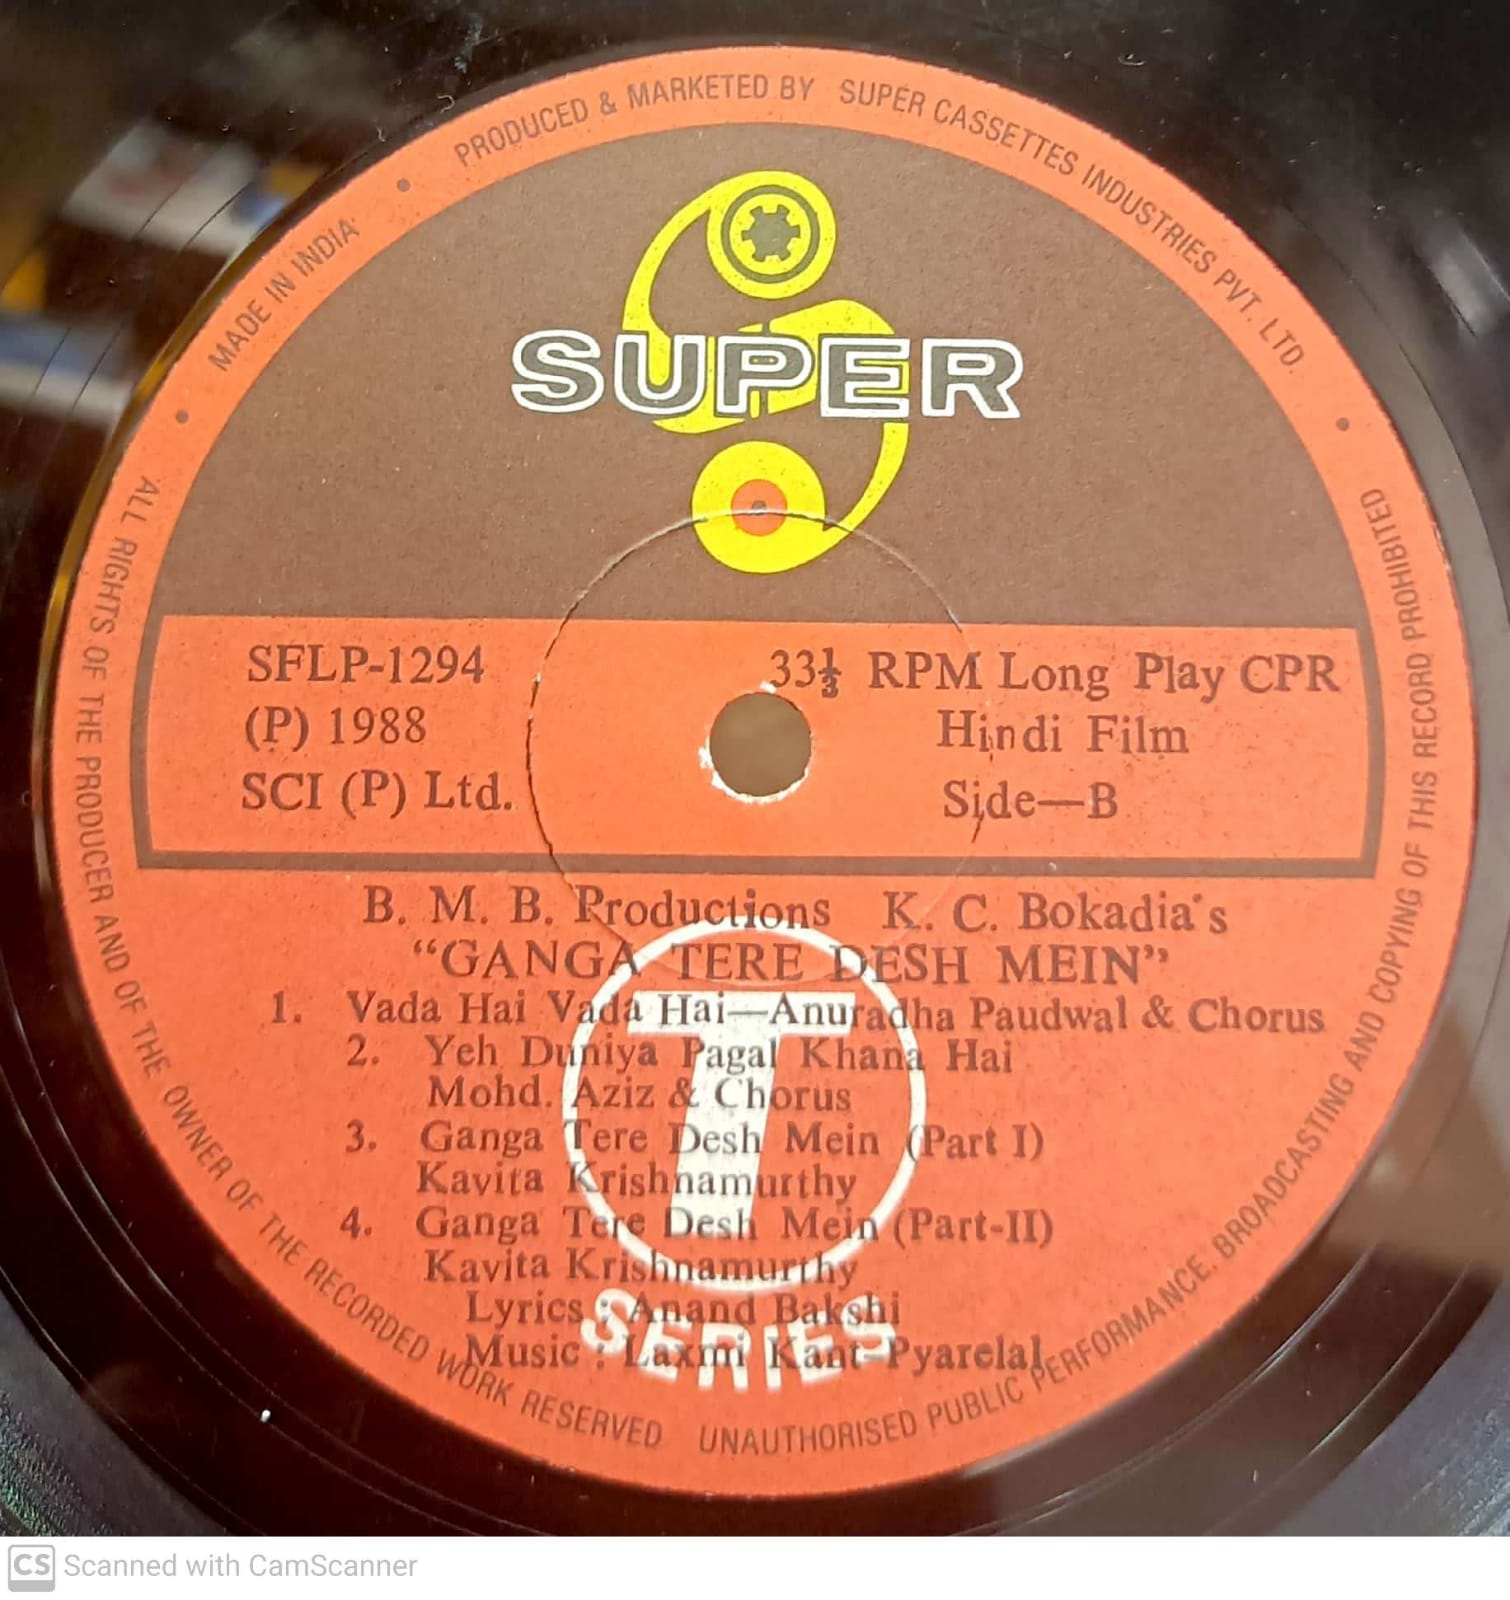 MADE IN INDIA • PRODUCED & MARKETED BY SUPER CASSETTES INDUSTRIES PVT. LTD. •
SUPER
SFLP-1294
(P) 1988
SCI (P) Ltd.
33⅓ RPM Long Play CPR
Hindi Film
Side—B
B. M. B. Productions K. C. Bokadia's
“GANGA TERE DESH MEIN”
1. Vada Hai Vada Hai—Anuradha Paudwal & Chorus
2. Yeh Duniya Pagal Khana Hai
Mohd. Aziz & Chorus
3. Ganga Tere Desh Mein (Part I)
Kavita Krishnamurthy
4. Ganga Tere Desh Mein (Part-II)
Kavita Krishnamurthy
Lyrics : Anand Bakshi
Music : Laxmi Kant-Pyarelal
T
SERIES
• ALL RIGHTS OF THE PRODUCER AND OF THE OWNER OF THE RECORDED WORK RESERVED UNAUTHORISED PUBLIC PERFORMANCE. BROADCASTING AND COPYING OF THIS RECORD PROHIBITED
CS Scanned with CamScanner